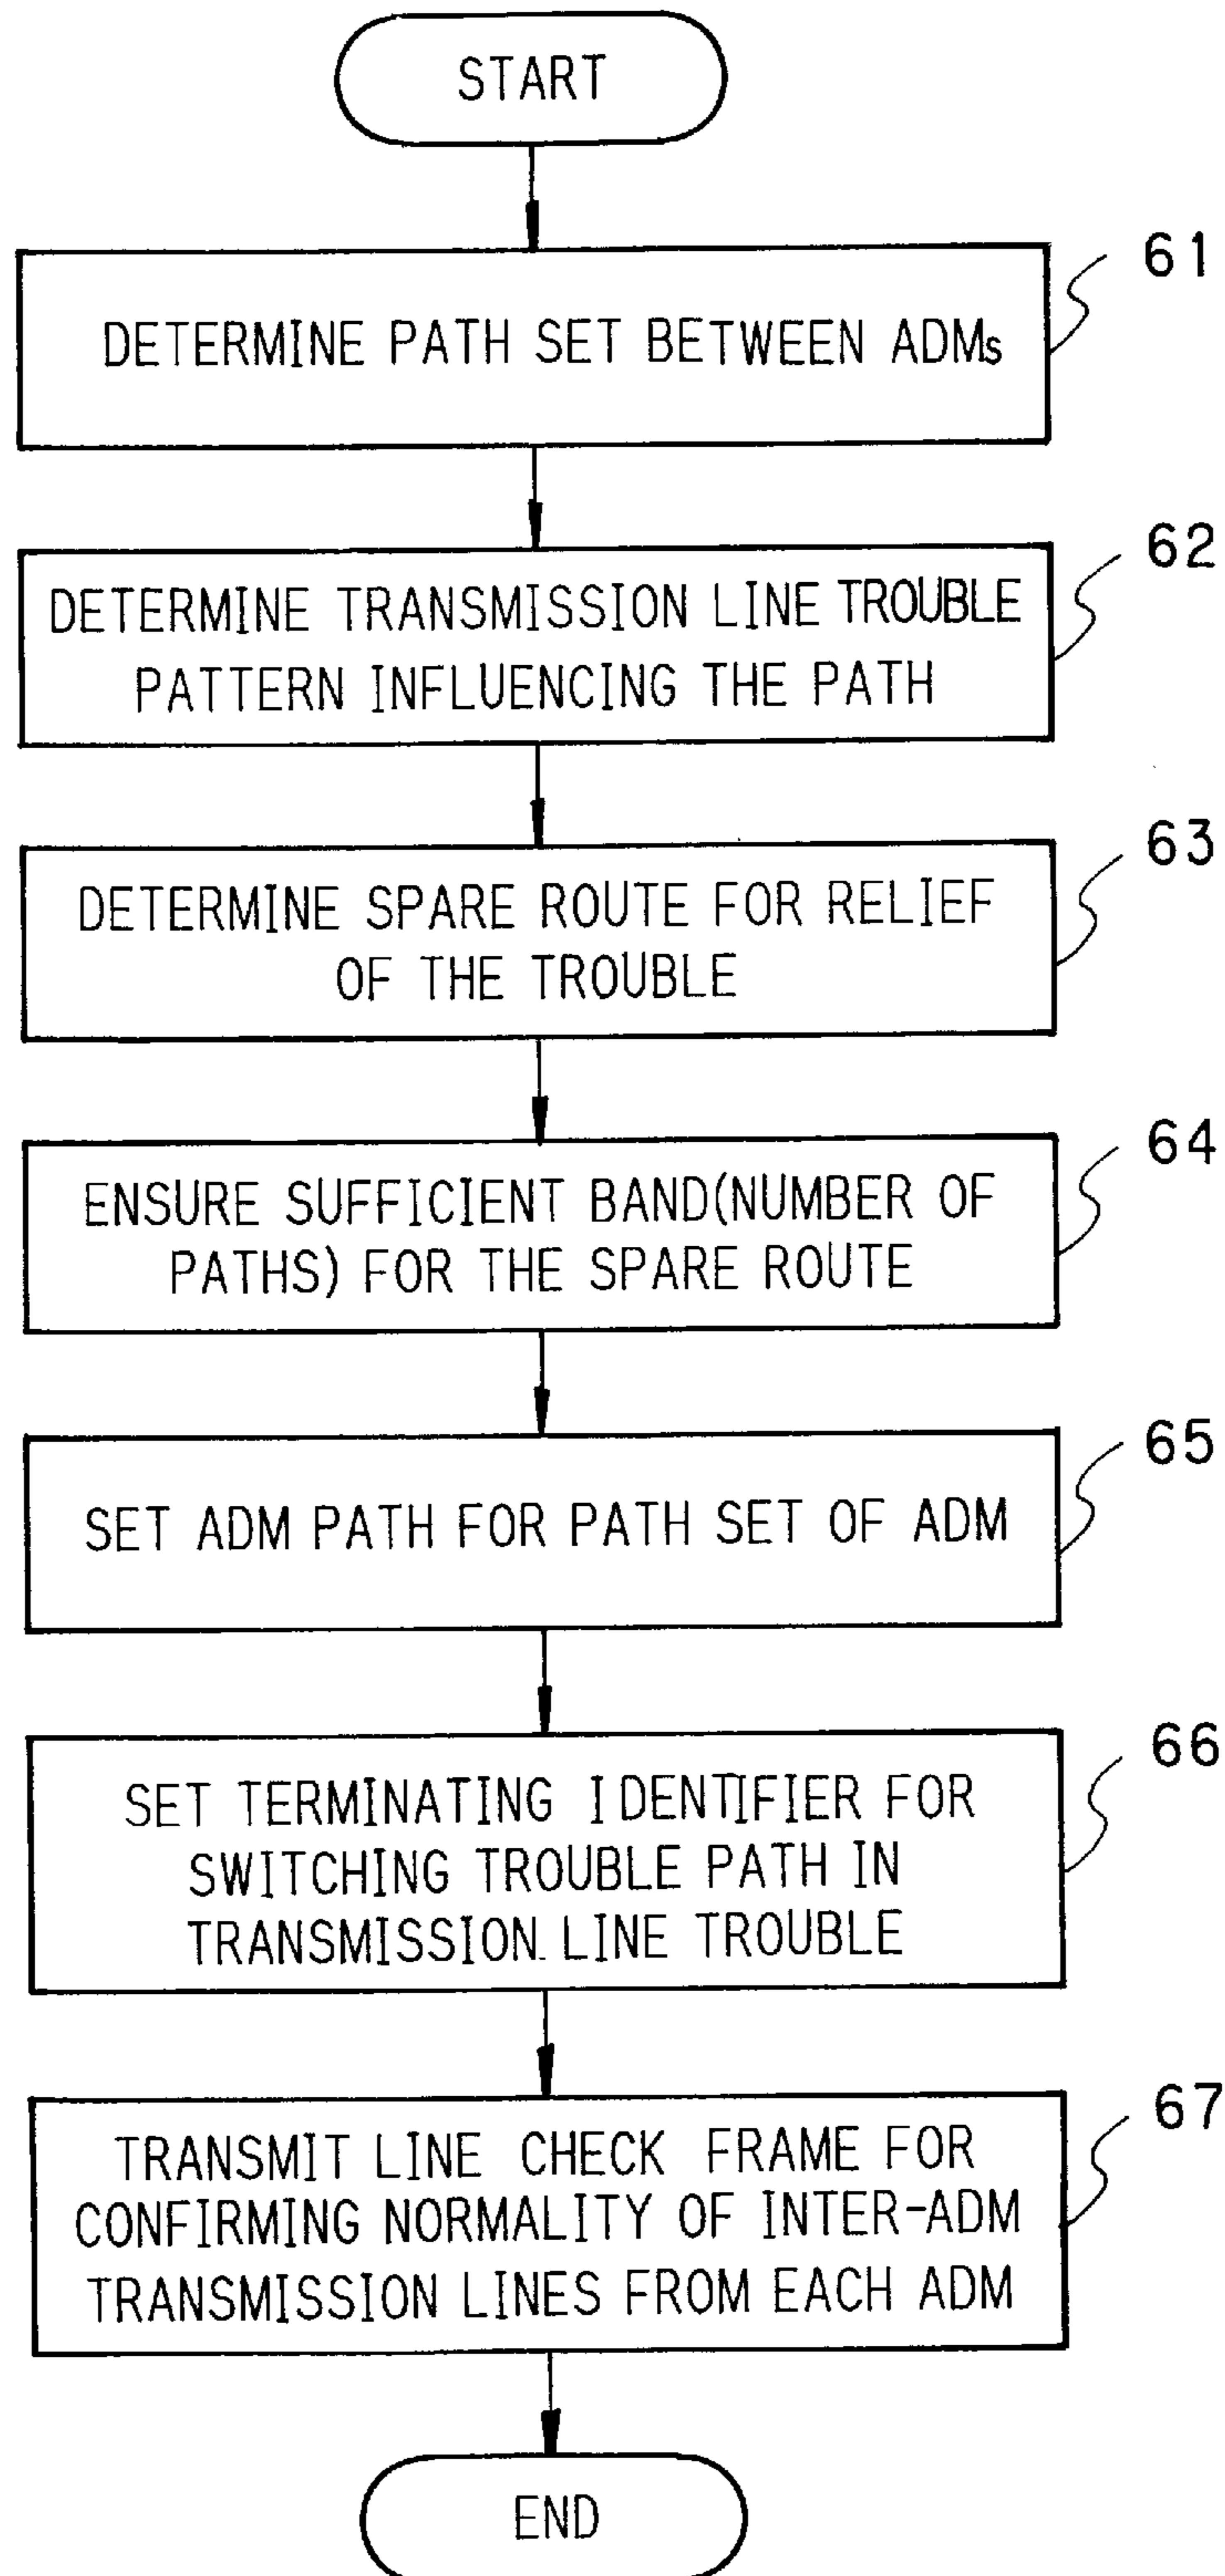 START
61
DETERMINE PATH SET BETWEEN ADMs
62
DETERMINE TRANSMISSION LINE TROUBLE
PATTERN INFLUENCING THE PATH
63
DETERMINE SPARE ROUTE FOR RELIEF
OF THE TROUBLE
64
ENSURE SUFFICIENT BAND(NUMBER OF
PATHS) FOR THE SPARE ROUTE
65
SET ADM PATH FOR PATH SET OF ADM
66
SET TERMINATING IDENTIFIER FOR
SWITCHING TROUBLE PATH IN
TRANSMISSION LINE TROUBLE
67
TRANSMIT LINE CHECK FRAME FOR
CONFIRMING NORMALITY OF INTER-ADM
TRANSMISSION LINES FROM EACH ADM
END